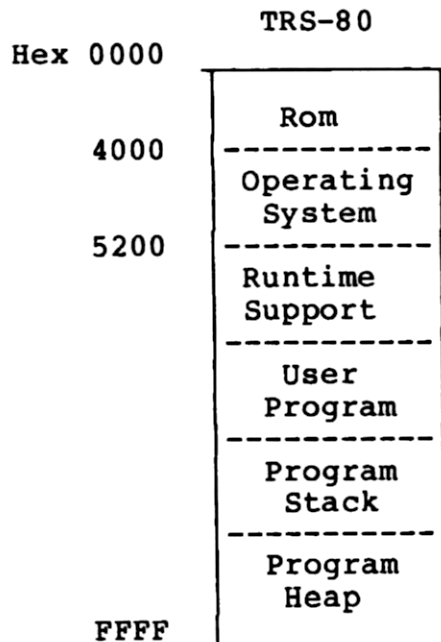 TRS-80
Hex 0000
Rom
4000
Operating
System
5200
Runtime
Support
User
Program
Program
Stack
Program
Heap
FFFF